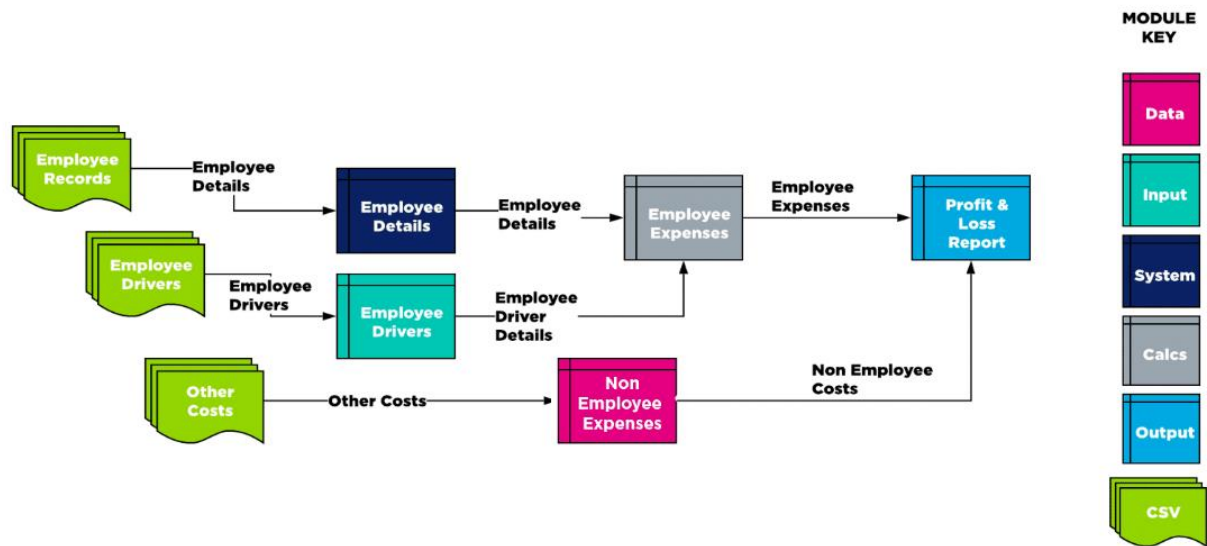 MODULE
KEY
Data
Input
System
Calcs
Output
CSV
Employee
Records
Employee
Details
Employee
Details
Employee
Details
Employee
Expenses
Employee
Expenses
Profit &
Loss
Report
Employee
Drivers
Employee
Drivers
Employee
Drivers
Employee
Driver
Details
Other
Costs
Other Costs
Non
Employee
Expenses
Non Employee
Costs